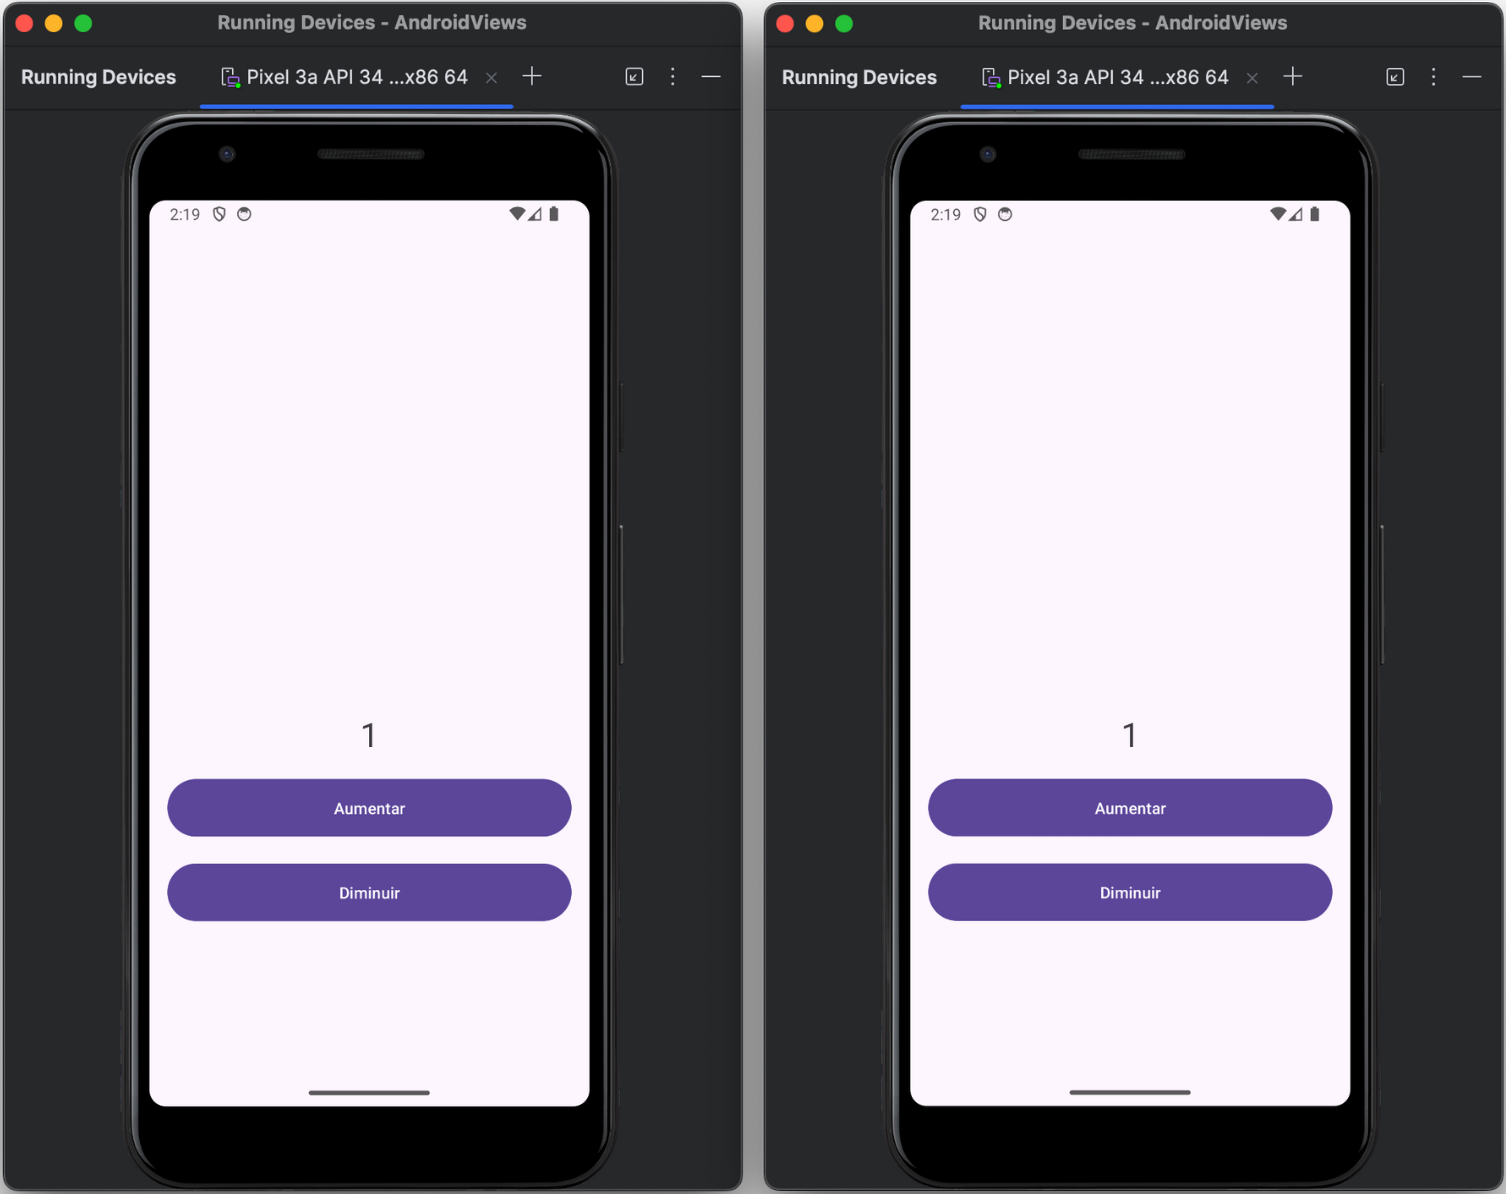 Running Devices - AndroidViews
Running Devices Pixel 3a API 34 ...x86 64
2:19
1
Aumentar
Diminuir
Running Devices - AndroidViews
Running Devices Pixel 3a API 34 ...x86 64
2:19
1
Aumentar
Diminuir